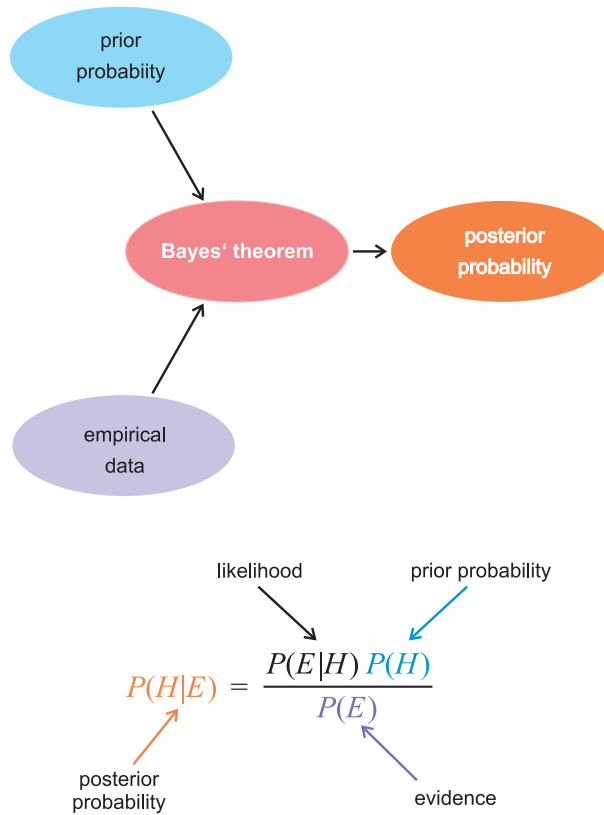 prior
probabiity
Bayes‘ theorem
posterior
probability
empirical
data
likelihood
prior probability
P(H|E) = P(E|H) P(H)
P(E)
posterior
probability
evidence